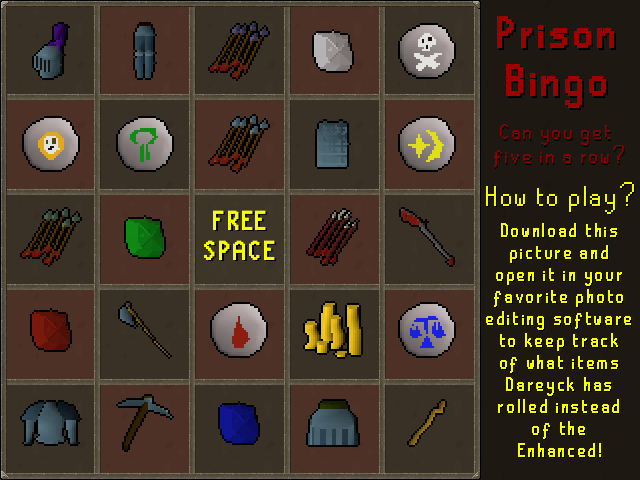 FREE
SPACE
Prison
Bingo
Can you get
five in a row?
How to play?
Download this
picture and
open it in your
favorite photo
editing software
to keep track
of what items
Dareyck has
rolled instead
of the
Enhanced!